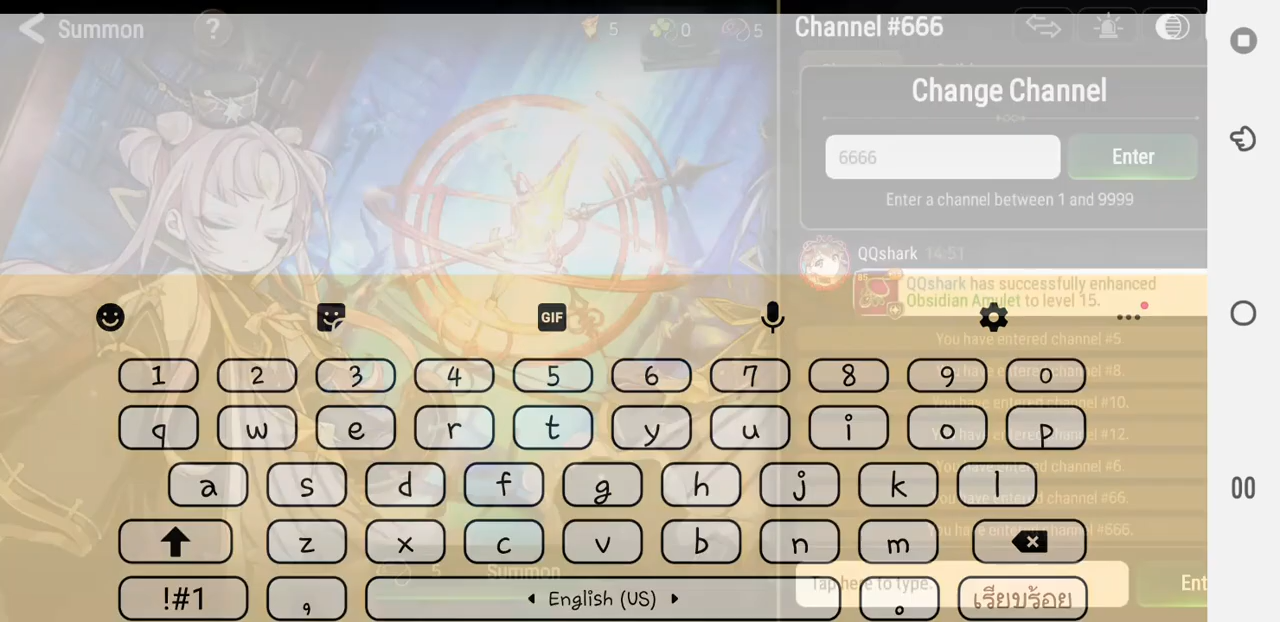 Summon
?
5
0
5
Channel #666
Change Channel
6666
Enter
Enter a channel between 1 and 9999
QQshark 14:51
QQshark has successfully enhanced
Obsidian Amulet to level 15.
GIF
You have entered channel #5.
You have entered channel #8.
You have entered channel #10.
You have entered channel #12.
You have entered channel #6.
You have entered channel #66.
You have entered channel #666.
1 2 3 4 5 6 7 8 9 0
q w e r t y u i o p
a s d f g h j k l
z x c v b n m
5 Summon
Tap here to type.
Ent
!#1 , English (US) . เรียบร้อย